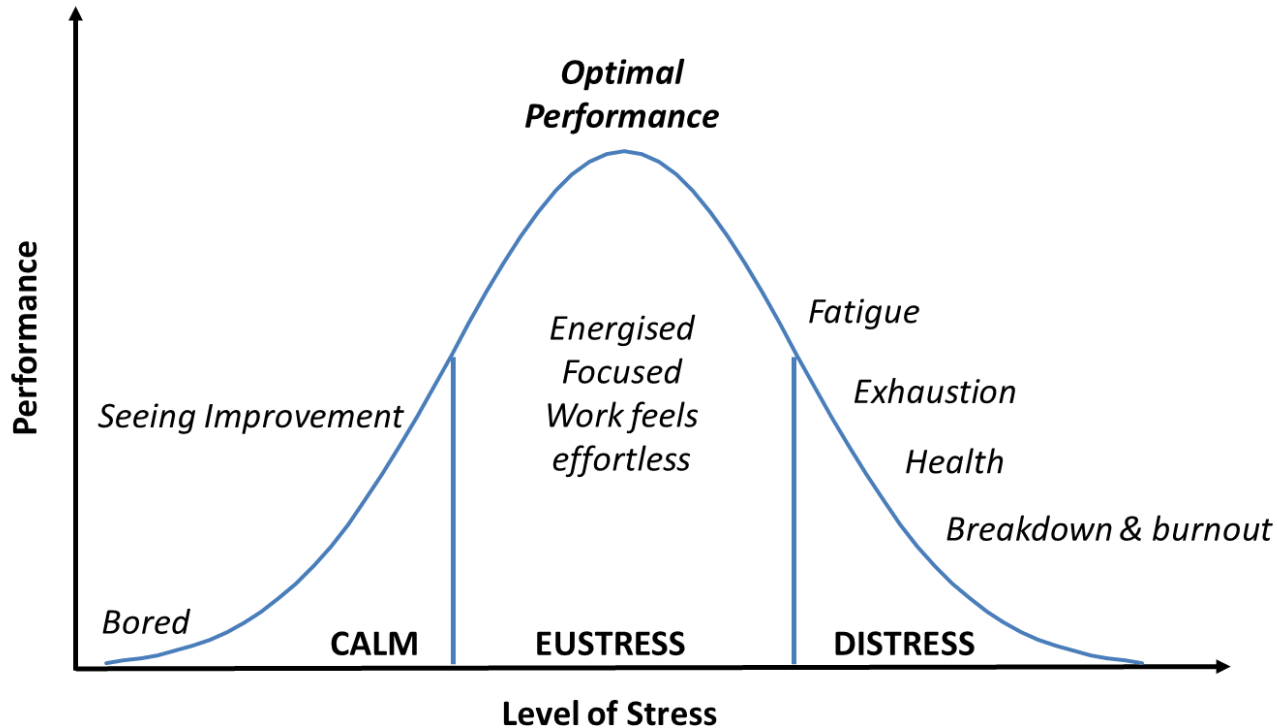 Optimal
Performance
Performance
Energised
Focused
Work feels
effortless
Seeing Improvement
Bored
Fatigue
Exhaustion
Health
Breakdown & burnout
CALM
EUSTRESS
DISTRESS
Level of Stress